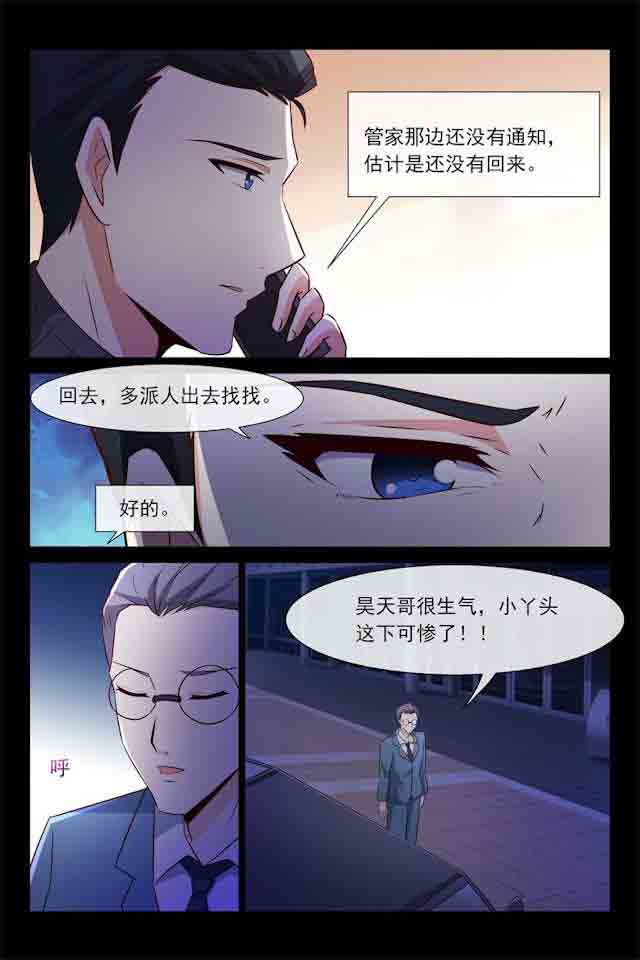 管家那边还没有通知，
估计是还没有回来。
回去，多派人出去找找。
好的。
昊天哥很生气，小丫头
这下可惨了！！
呼